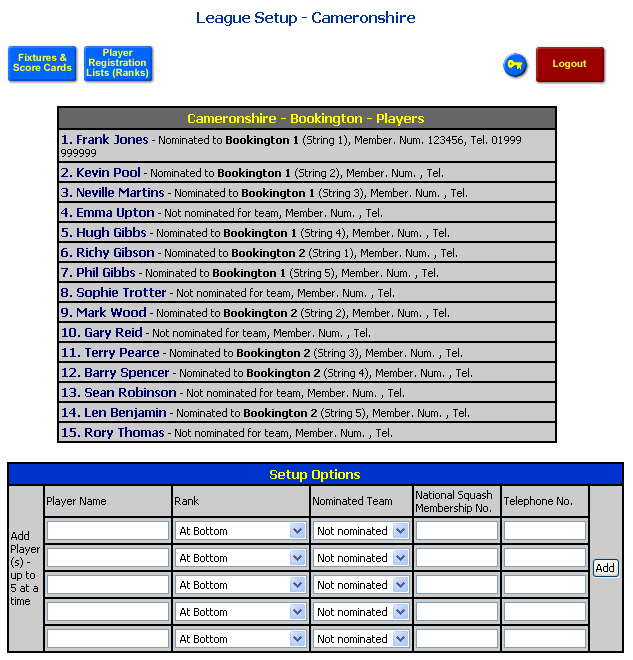 League Setup - Cameronshire
Fixtures &
Score Cards
Player
Registration
Lists (Ranks)
Logout
Cameronshire - Bookington - Players
1. Frank Jones - Nominated to Bookington 1 (String 1), Member. Num. 123456, Tel. 01999
999999
2. Kevin Pool - Nominated to Bookington 1 (String 2), Member. Num. , Tel.
3. Neville Martins - Nominated to Bookington 1 (String 3), Member. Num. , Tel.
4. Emma Upton - Not nominated for team, Member. Num. , Tel.
5. Hugh Gibbs - Nominated to Bookington 1 (String 4), Member. Num. , Tel.
6. Richy Gibson - Nominated to Bookington 2 (String 1), Member. Num. , Tel.
7. Phil Gibbs - Nominated to Bookington 1 (String 5), Member. Num. , Tel.
8. Sophie Trotter - Not nominated for team, Member. Num. , Tel.
9. Mark Wood - Nominated to Bookington 2 (String 2), Member. Num. , Tel.
10. Gary Reid - Not nominated for team, Member. Num. , Tel.
11. Terry Pearce - Nominated to Bookington 2 (String 3), Member. Num. , Tel.
12. Barry Spencer - Nominated to Bookington 2 (String 4), Member. Num. , Tel.
13. Sean Robinson - Not nominated for team, Member. Num. , Tel.
14. Len Benjamin - Nominated to Bookington 2 (String 5), Member. Num. , Tel.
15. Rory Thomas - Not nominated for team, Member. Num. , Tel.
Setup Options
Add
Player
(s) -
up to
5 at a
time
Player Name
Rank
Nominated Team
National Squash
Membership No.
Telephone No.
At Bottom
Not nominated
At Bottom
Not nominated
At Bottom
Not nominated
At Bottom
Not nominated
At Bottom
Not nominated
Add